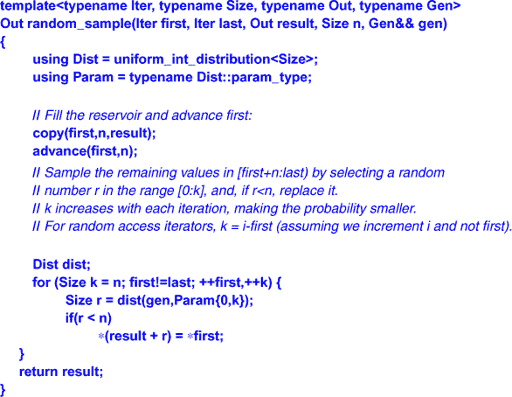 template<typename Iter, typename Size, typename Out, typename Gen>
Out random_sample(Iter first, Iter last, Out result, Size n, Gen&& gen)
{
using Dist = uniform_int_distribution<Size>;
using Param = typename Dist::param_type;
// Fill the reservoir and advance first:
copy(first,n,result);
advance(first,n);
// Sample the remaining values in [first+n:last) by selecting a random
// number r in the range [0:k], and, if r<n, replace it.
// k increases with each iteration, making the probability smaller.
// For random access iterators, k = i-first (assuming we increment i and not first).
Dist dist;
for (Size k = n; first!=last; ++first,++k) {
Size r = dist(gen,Param{0,k});
if(r < n)
*(result + r) = *first;
}
return result;
}